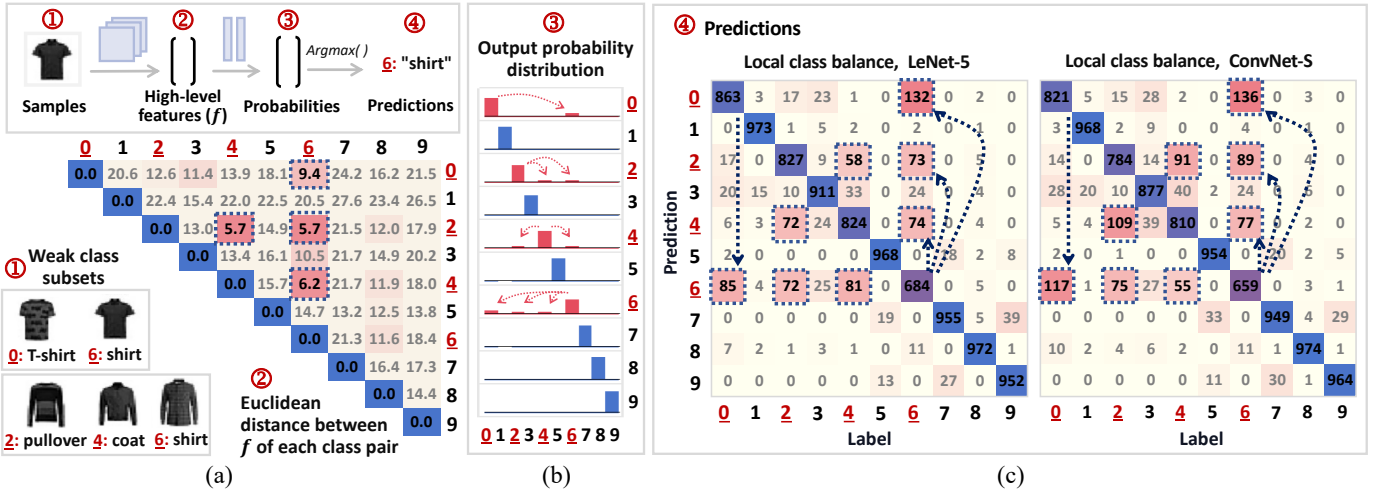 ① ② ③ ④
Argmax( )
6: "shirt"
Samples
High-level
features (f)
Probabilities
Predictions
0 1 2 3 4 5 6 7 8 9
0.0 20.6 12.6 11.4 13.9 18.1 9.4 24.2 16.2 21.5 0
0.0 22.4 15.4 22.0 22.5 20.5 27.6 23.4 26.5 1
0.0 13.0 5.7 14.9 5.7 21.5 12.0 17.9 2
0.0 13.4 16.1 10.5 21.7 14.9 20.2 3
0.0 15.7 6.2 21.7 11.9 18.0 4
0.0 14.7 13.2 12.5 13.8 5
0.0 21.3 11.6 18.4 6
0.0 16.4 17.3 7
0.0 14.4 8
0.0 9
① Weak class
subsets
0: T-shirt 6: shirt
2: pullover 4: coat 6: shirt
② Euclidean
distance between
f of each class pair
(a)
③
Output probability
distribution
0
1
2
3
4
5
6
7
8
9
0 1 2 3 4 5 6 7 8 9
(b)
④ Predictions
Local class balance, LeNet-5
Prediction
0 863 3 17 23 1 0 132 0 2 0
1 0 973 1 5 2 0 2 0 1 0
2 17 0 827 9 58 0 73 0 4 0
3 20 15 10 911 33 0 24 0 4 0
4 6 3 72 24 824 0 74 0 4 0
5 2 0 0 0 0 968 0 18 2 8
6 85 4 72 25 81 0 684 0 8 0
7 0 0 0 0 0 19 0 955 5 39
8 7 2 1 3 1 0 11 0 972 1
9 0 0 0 0 0 13 0 27 0 952
0 1 2 3 4 5 6 7 8 9
Label
Local class balance, ConvNet-S
821 5 15 28 2 0 136 0 3 0
3 968 2 9 0 0 4 0 1 0
14 0 784 14 91 0 89 0 4 0
28 20 10 877 40 2 24 0 6 0
4 3 109 39 810 0 77 0 4 0
2 0 1 0 0 954 0 20 2 5
117 1 75 27 55 0 659 0 3 1
0 0 0 0 0 33 0 949 4 29
10 2 4 6 2 0 11 1 974 1
0 0 0 0 0 11 0 30 1 964
0 1 2 3 4 5 6 7 8 9
Label
(c)